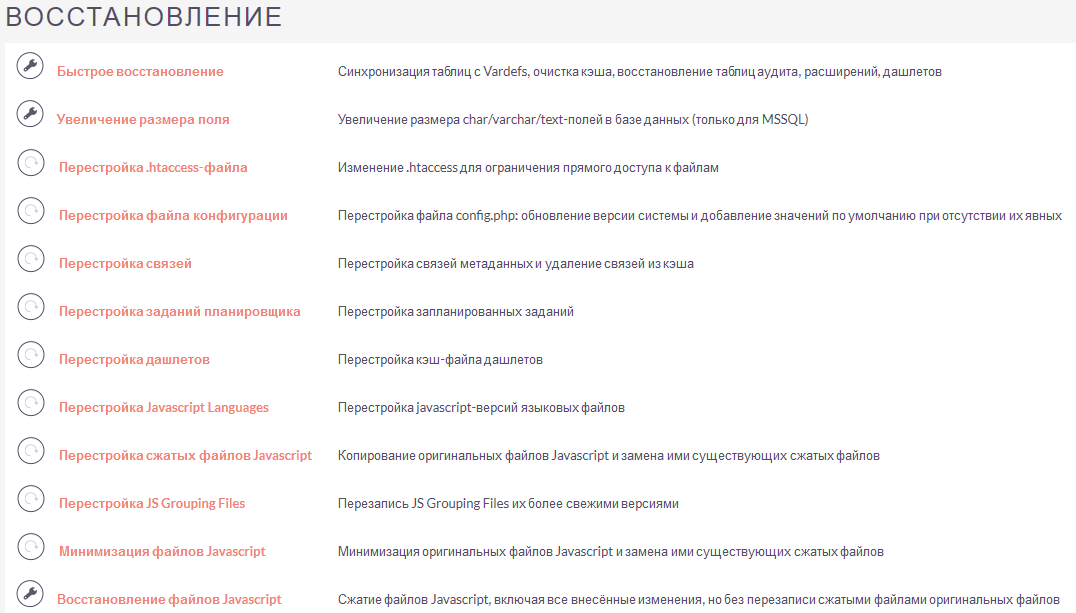 ВОССТАНОВЛЕНИЕ
Быстрое восстановление Синхронизация таблиц с Vardefs, очистка кэша, восстановление таблиц аудита, расширений, дашлетов
Увеличение размера поля Увеличение размера char/varchar/text-полей в базе данных (только для MSSQL)
Перестройка .htaccess-файла Изменение .htaccess для ограничения прямого доступа к файлам
Перестройка файла конфигурации Перестройка файла config.php: обновление версии системы и добавление значений по умолчанию при отсутствии их явных
Перестройка связей Перестройка связей метаданных и удаление связей из кэша
Перестройка заданий планировщика Перестройка запланированных заданий
Перестройка дашлетов Перестройка кэш-файла дашлетов
Перестройка Javascript Languages Перестройка javascript-версий языковых файлов
Перестройка сжатых файлов Javascript Копирование оригинальных файлов Javascript и замена ими существующих сжатых файлов
Перестройка JS Grouping Files Перезапись JS Grouping Files их более свежими версиями
Минимизация файлов Javascript Минимизация оригинальных файлов Javascript и замена ими существующих сжатых файлов
Восстановление файлов Javascript Сжатие файлов Javascript, включая все внесённые изменения, но без перезаписи сжатыми файлами оригинальных файлов